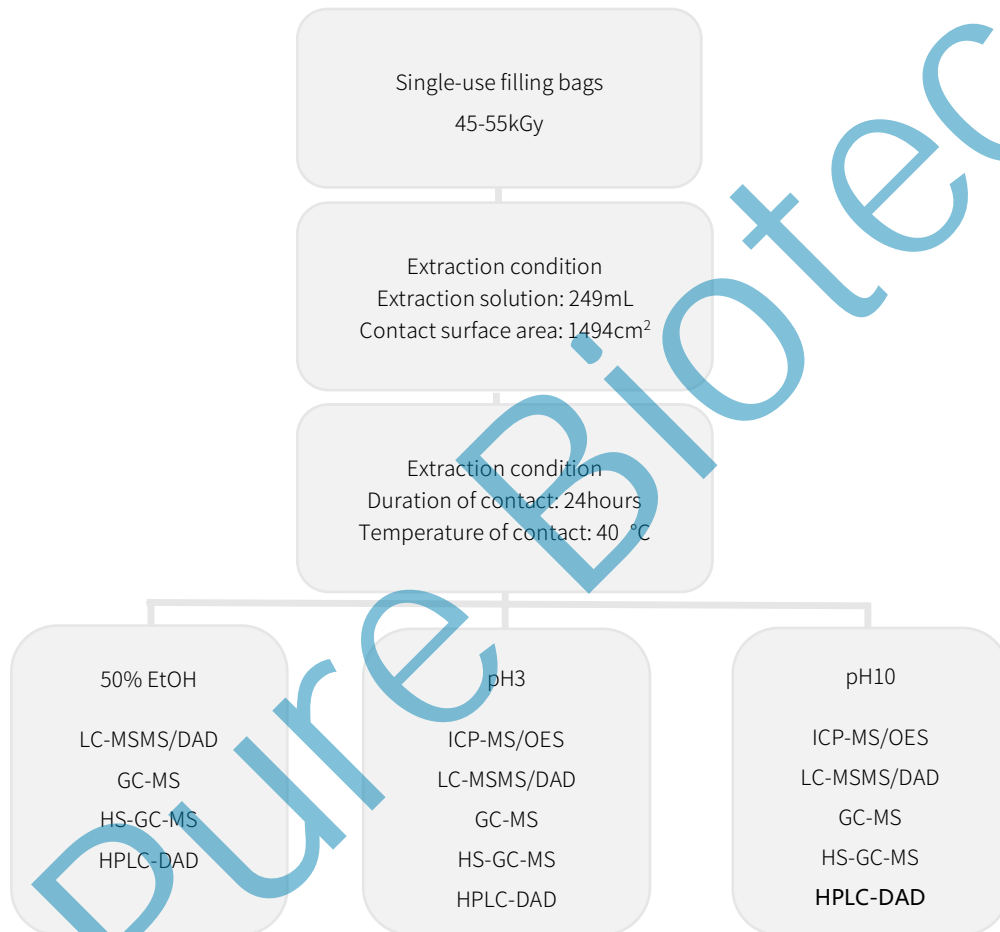 Single-use filling bags
45-55kGy
Extraction condition
Extraction solution: 249mL
Contact surface area: 1494cm²
Extraction condition
Duration of contact: 24hours
Temperature of contact: 40 °C
50% EtOH
LC-MSMS/DAD
GC-MS
HS-GC-MS
HPLC-DAD
pH3
ICP-MS/OES
LC-MSMS/DAD
GC-MS
HS-GC-MS
HPLC-DAD
pH10
ICP-MS/OES
LC-MSMS/DAD
GC-MS
HS-GC-MS
HPLC-DAD
Pure Biotec